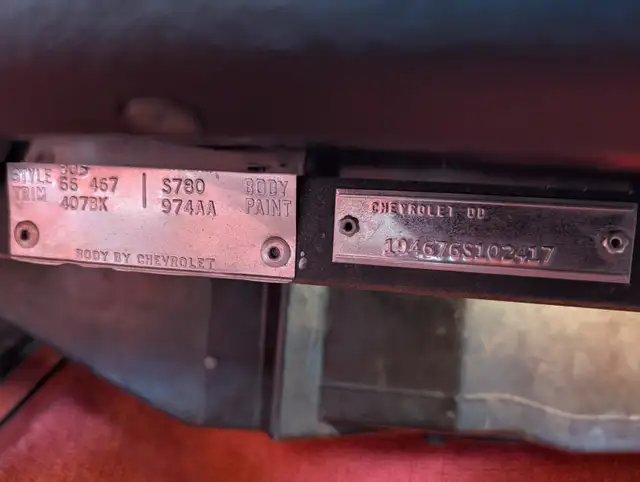 STYLE 66 467 S780 BODY
TRIM 407BK 974AA PAINT
BODY BY CHEVROLET
CHEVROLET DD
194676S102417